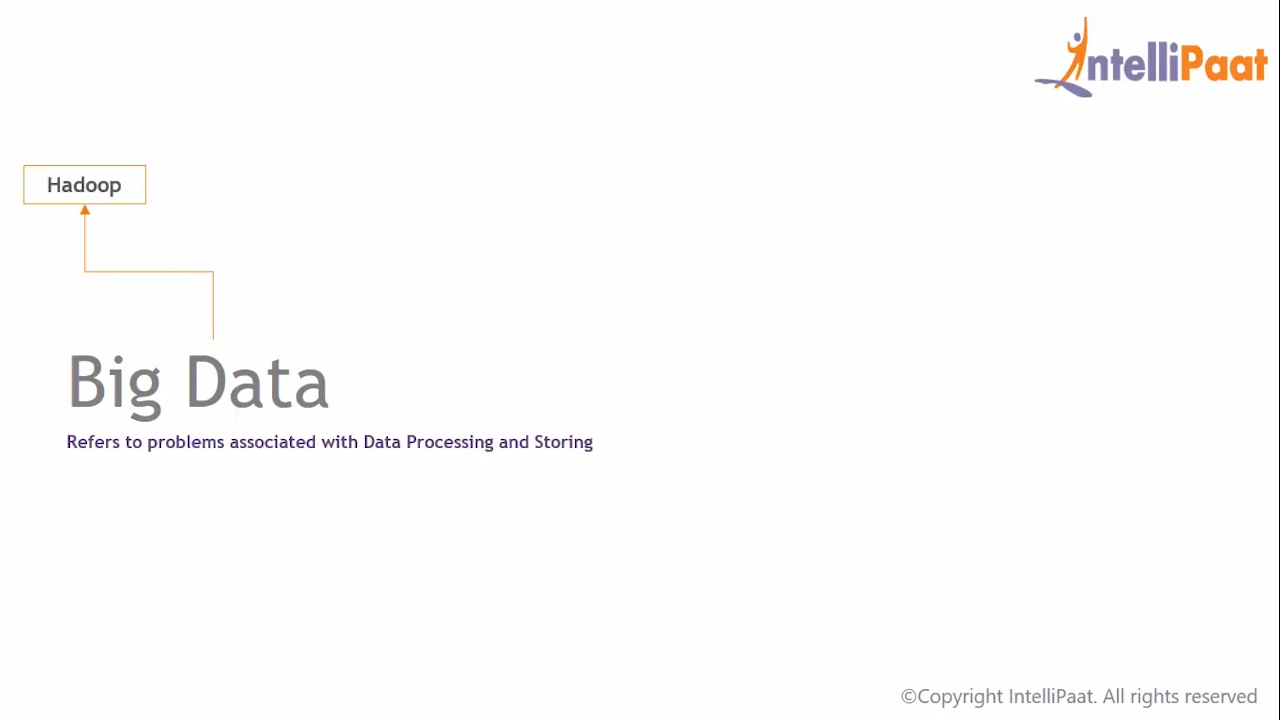 IntelliPaat
Hadoop
Big Data
Refers to problems associated with Data Processing and Storing
©Copyright IntelliPaat. All rights reserved